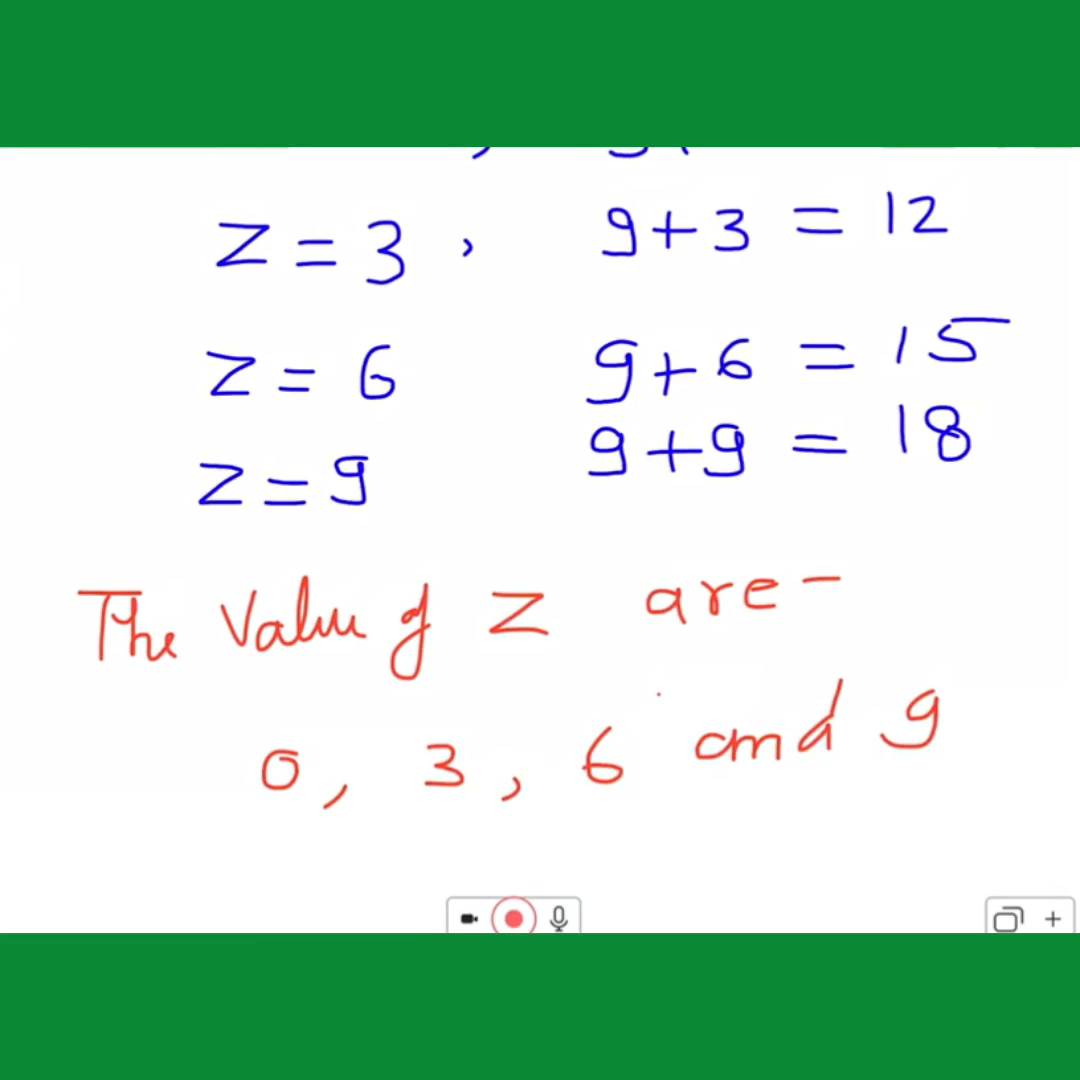 z = 3 , 9 + 3 = 12
z = 6 9 + 6 = 15
z = 9 9 + 9 = 18
The Value of z are -
0 , 3 , 6 and 9